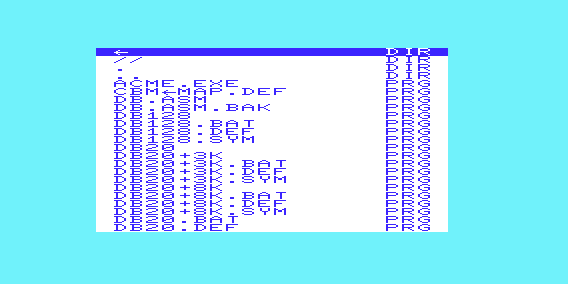 ← DIR
// DIR
. DIR
.. DIR
ACME.EXE PRG
CBM←MAP.DEF PRG
DB.ASM PRG
DB.ASM.BAK PRG
DB128 PRG
DB128.BAT PRG
DB128.DEF PRG
DB128.SYM PRG
DB20 PRG
DB20+3K PRG
DB20+3K.BAT PRG
DB20+3K.DEF PRG
DB20+3K.SYM PRG
DB20+8K PRG
DB20+8K.BAT PRG
DB20+8K.DEF PRG
DB20+8K.SYM PRG
DB20.BAT PRG
DB20.DEF PRG